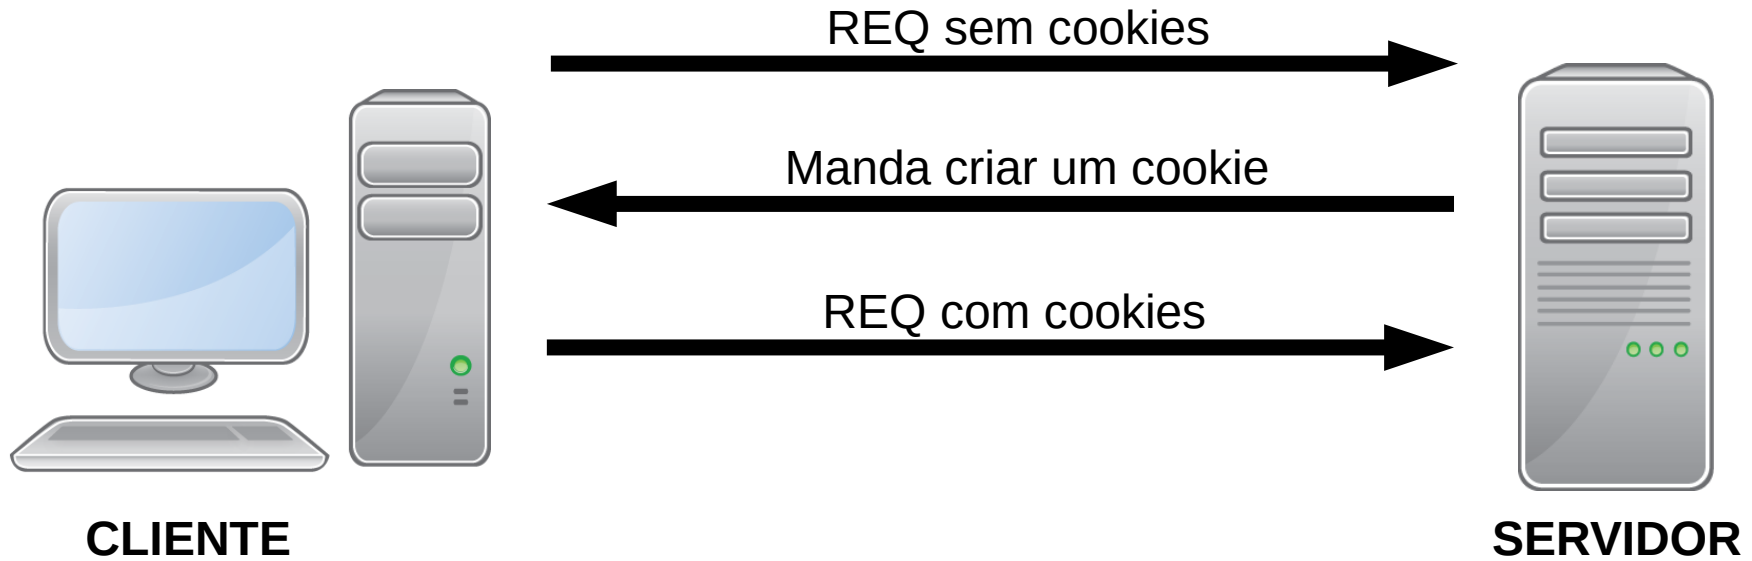 REQ sem cookies
Manda criar um cookie
REQ com cookies
CLIENTE
SERVIDOR